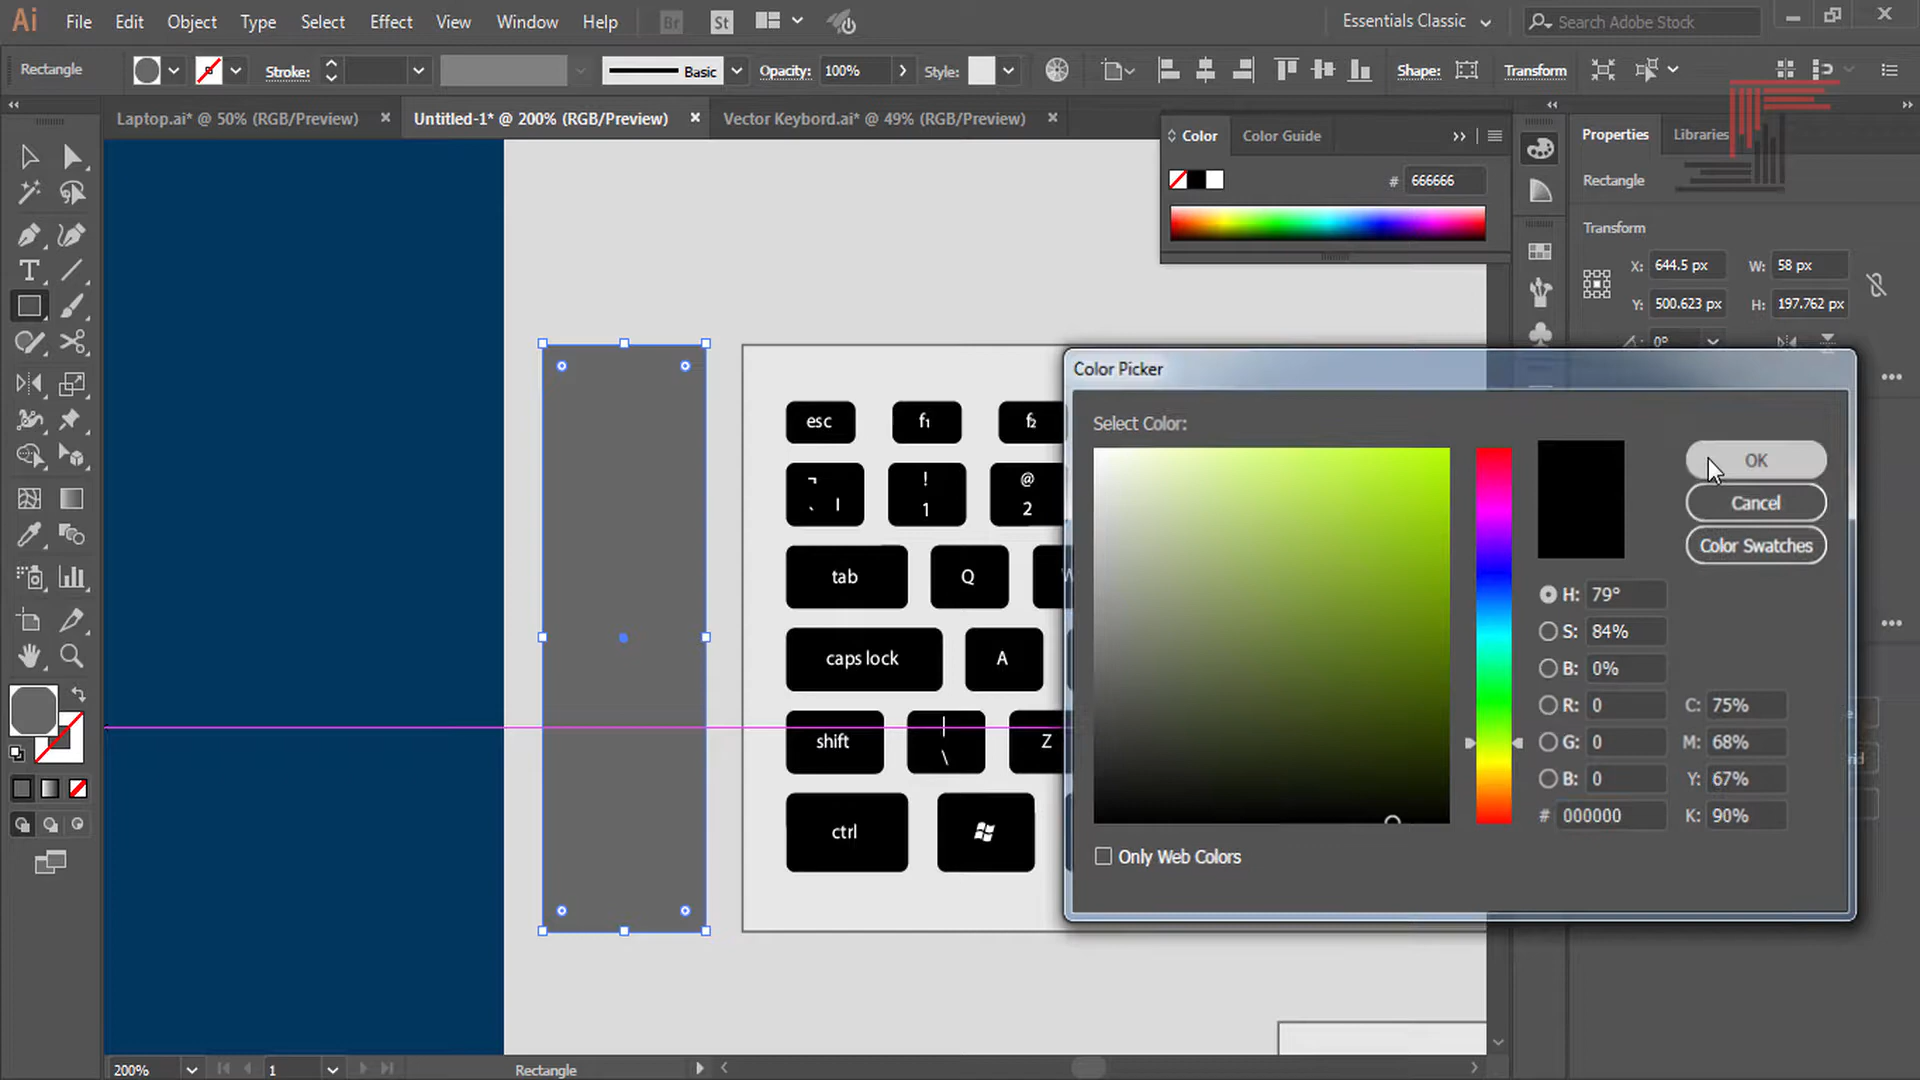 Ai File Edit Object Type Select Effect View Window Help Br St Essentials Classic Search Adobe Stock
Rectangle Stroke: Basic Opacity: 100% Style: Shape: Transform
Laptop.ai* @ 50% (RGB/Preview) × Untitled-1* @ 200% (RGB/Preview) × Vector Keybord.ai* @ 49% (RGB/Preview) ×
Color Color Guide
# 666666
Properties Libraries
Rectangle
Transform
X: 644.5 px W: 58 px
Y: 500.623 px H: 197.762 px
0°
esc f1 f2
¬ ` | ! 1 @ 2
tab Q W
caps lock A
shift | \ Z
ctrl
Color Picker
Select Color:
OK
Cancel
Color Swatches
H: 79°
S: 84%
B: 0%
R: 0 C: 75%
G: 0 M: 68%
B: 0 Y: 67%
# 000000 K: 90%
Only Web Colors
200% 1 Rectangle